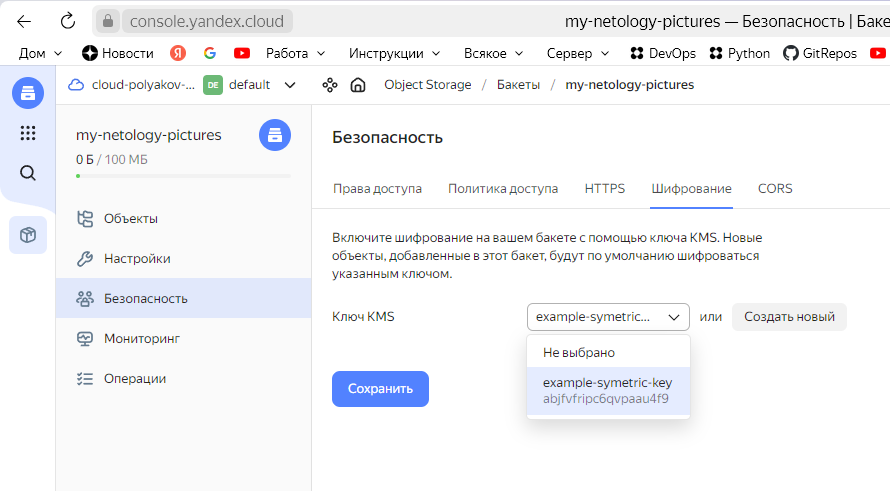 console.yandex.cloud
my-netology-pictures — Безопасность | Баке
Дом Новости Я G Работа Инструкции Всякое Сервер DevOps Python GitRepos
cloud-polyakov-... DE default Object Storage / Бакеты / my-netology-pictures
my-netology-pictures
0 Б / 100 МБ
Объекты
Настройки
Безопасность
Мониторинг
Операции
Безопасность
Права доступа Политика доступа HTTPS Шифрование CORS
Включите шифрование на вашем бакете с помощью ключа KMS. Новые
объекты, добавленные в этот бакет, будут по умолчанию шифроваться
указанным ключом.
Ключ KMS example-symetric... или Создать новый
Не выбрано
example-symetric-key
abjfvfripc6qvpaau4f9
Сохранить